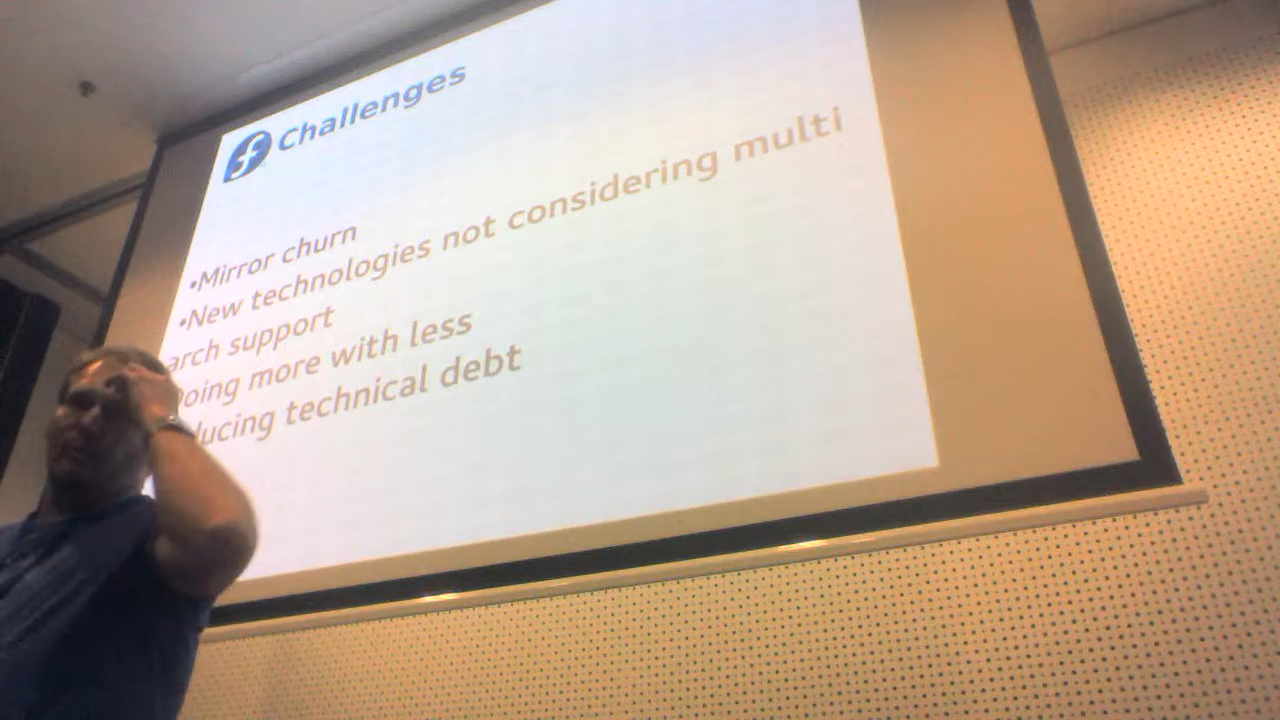 Challenges
•Mirror churn
•New technologies not considering multi
arch support
oing more with less
ucing technical debt